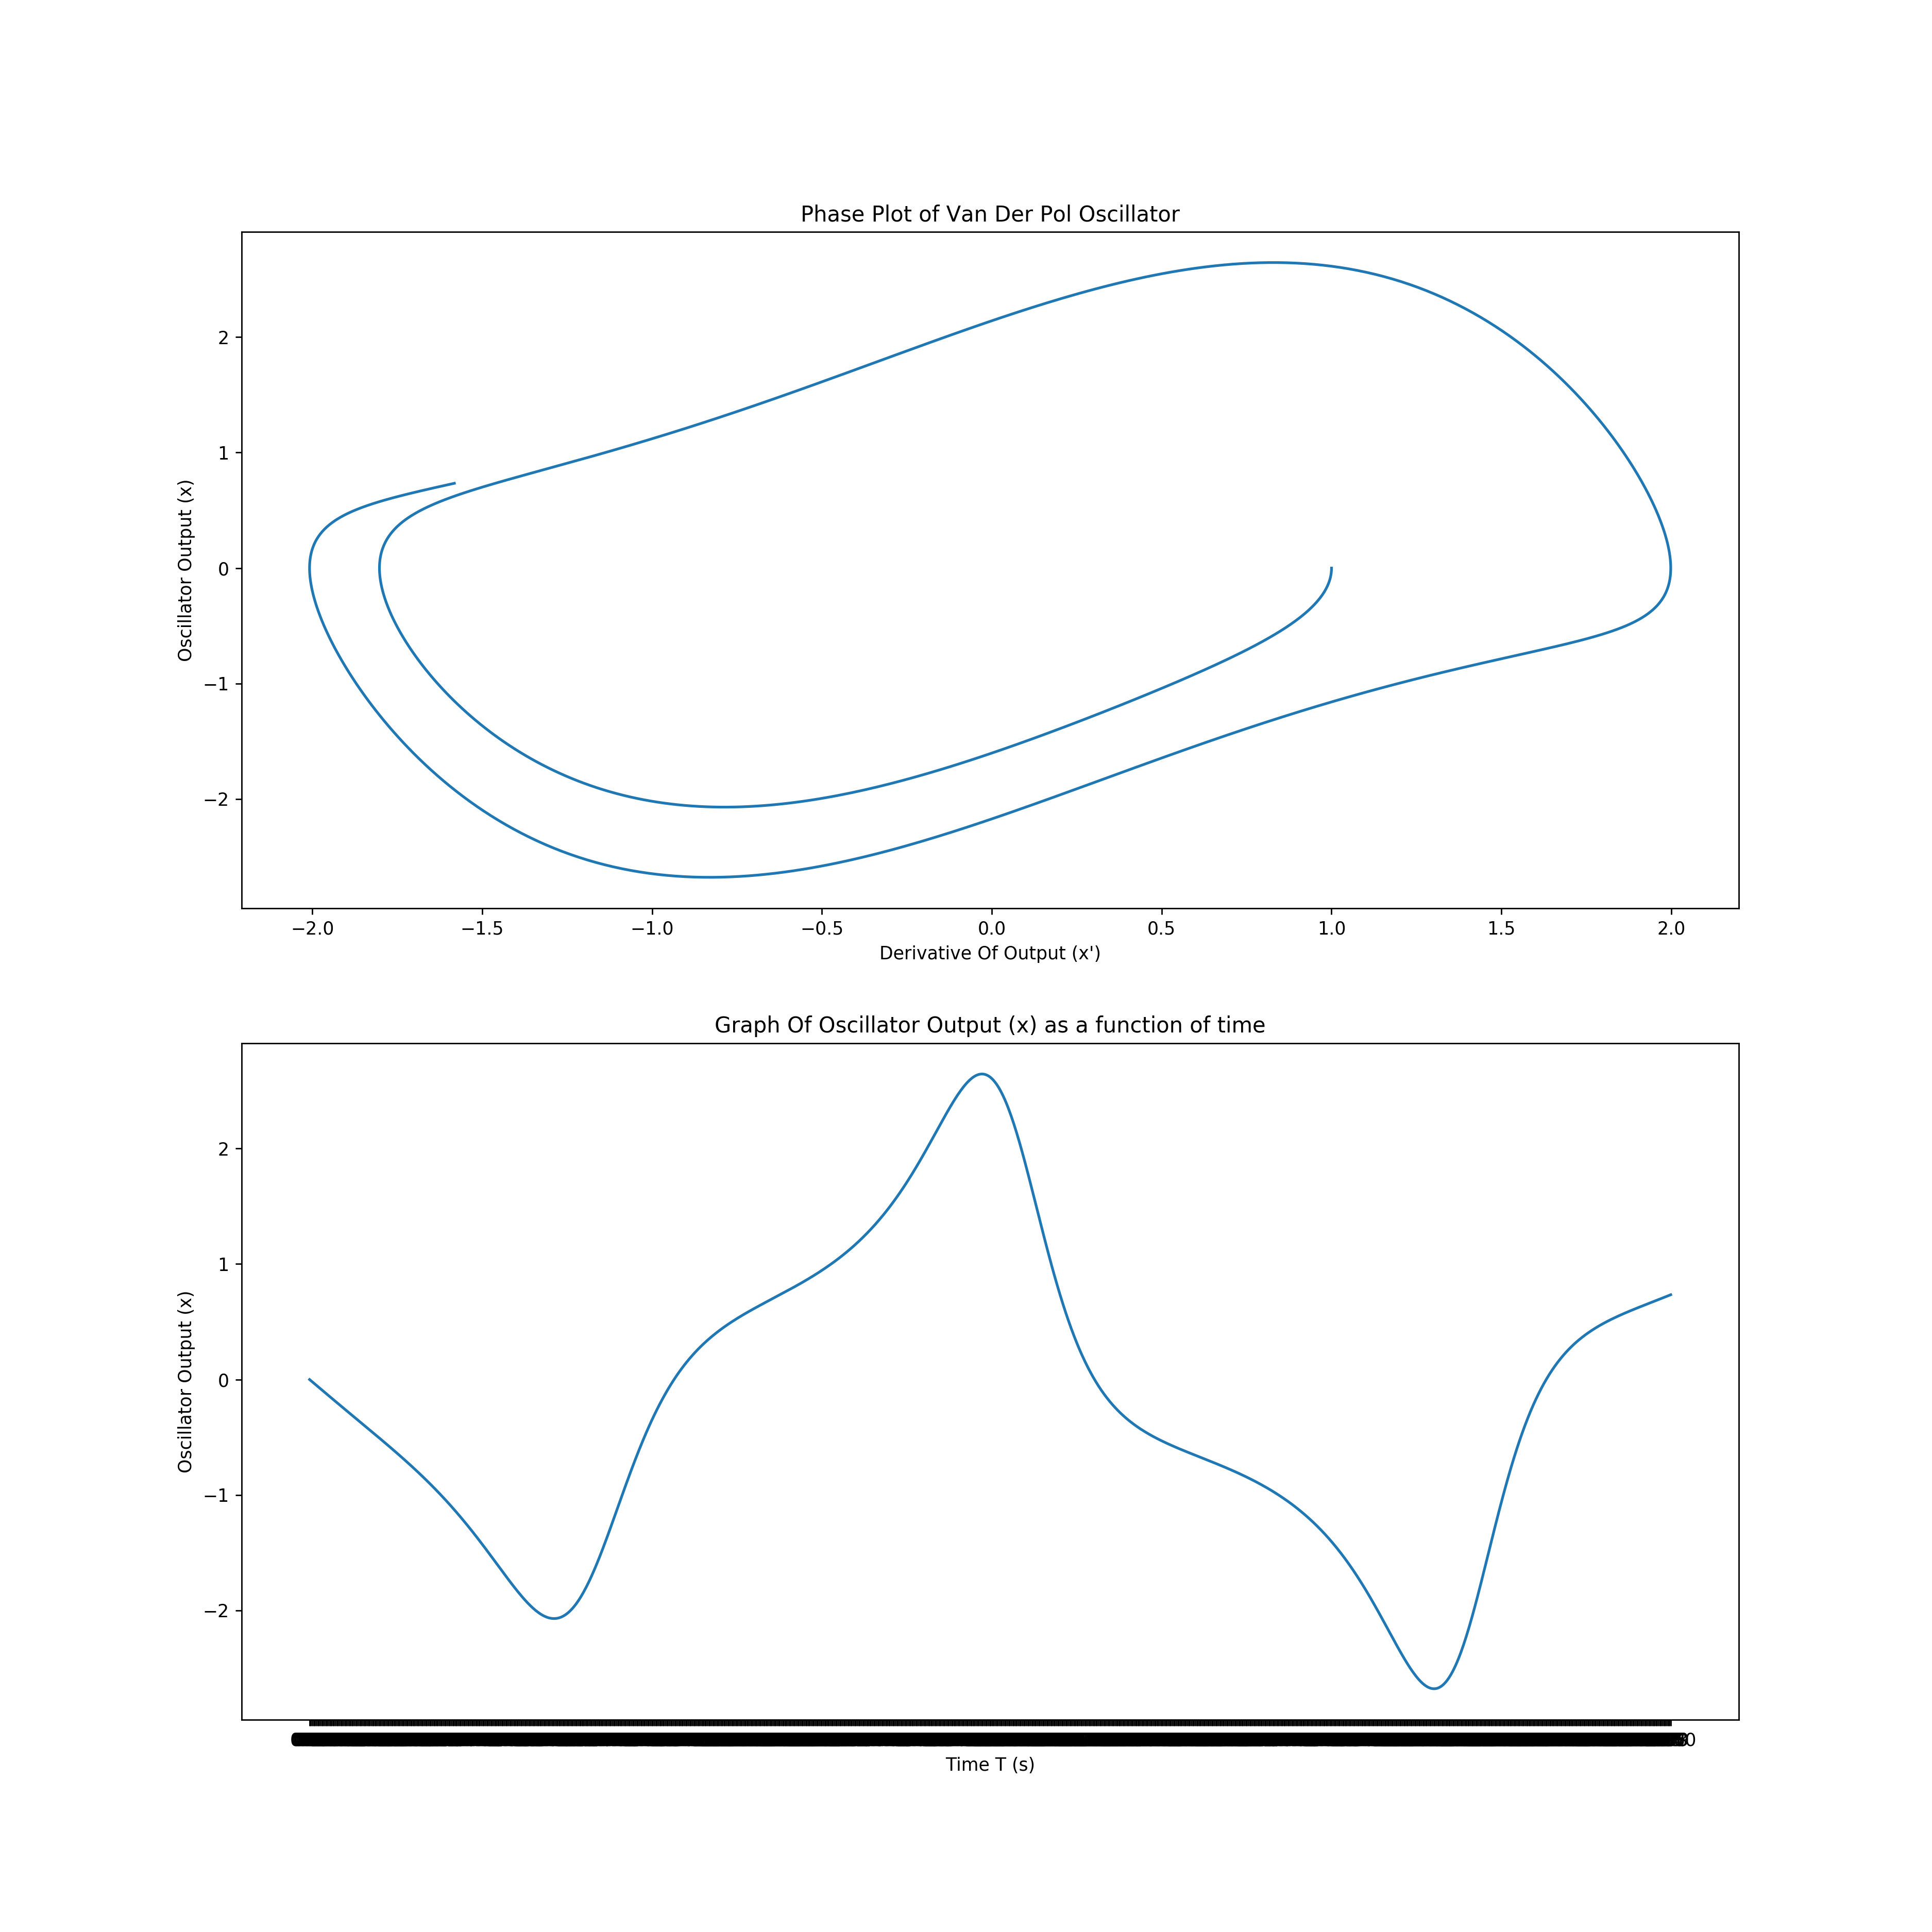 Phase Plot of Van Der Pol Oscillator
Oscillator Output (x)
2
1
0
−1
−2
−2.0 −1.5 −1.0 −0.5 0.0 0.5 1.0 1.5 2.0
Derivative Of Output (x')
Graph Of Oscillator Output (x) as a function of time
Oscillator Output (x)
2
1
0
−1
−2
Time T (s)